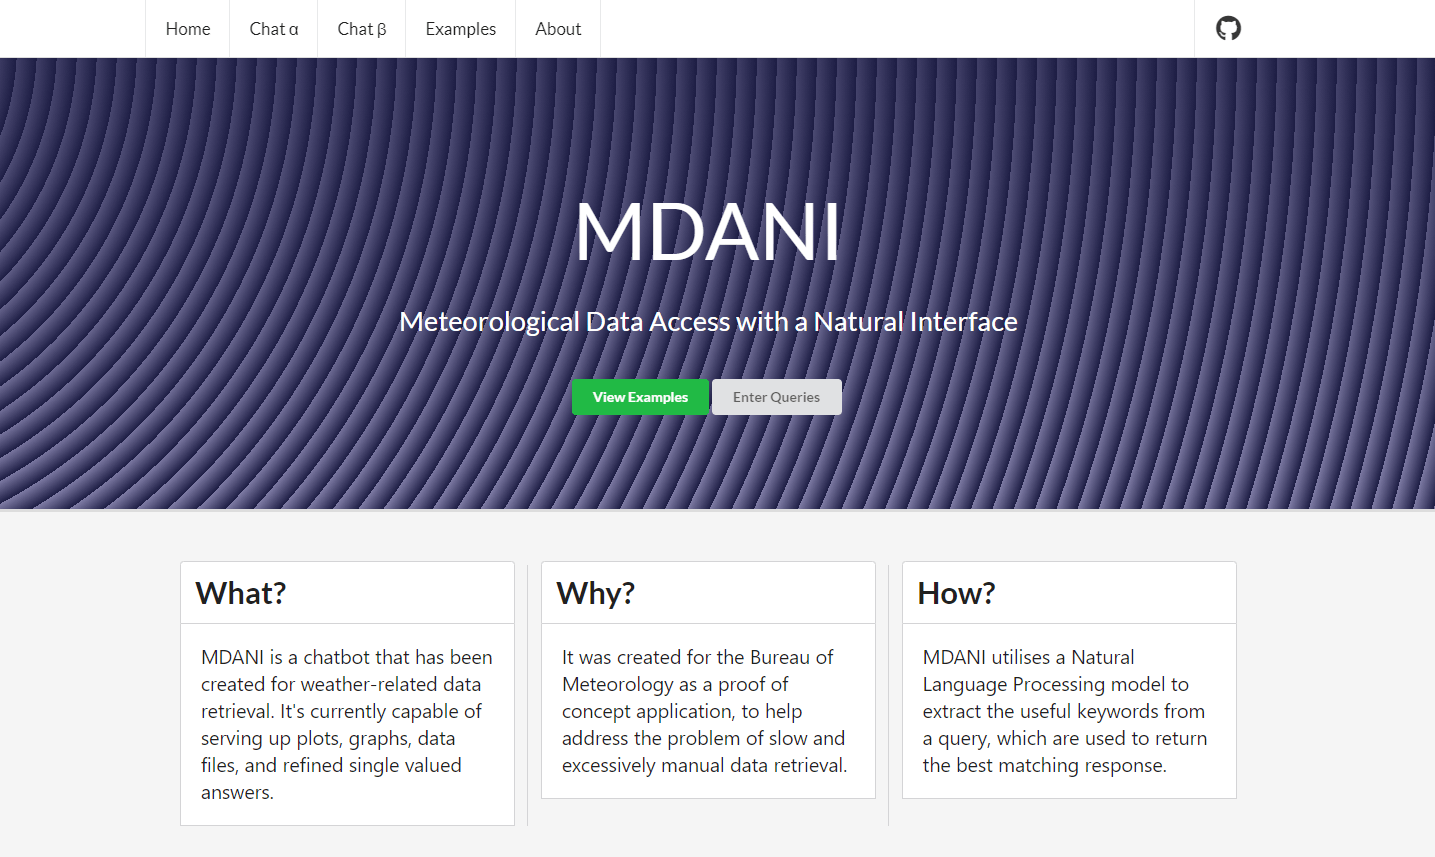 Home Chat α Chat β Examples About
MDANI
Meteorological Data Access with a Natural Interface
View Examples Enter Queries
What?
MDANI is a chatbot that has been
created for weather-related data
retrieval. It's currently capable of
serving up plots, graphs, data
files, and refined single valued
answers.
Why?
It was created for the Bureau of
Meteorology as a proof of
concept application, to help
address the problem of slow and
excessively manual data retrieval.
How?
MDANI utilises a Natural
Language Processing model to
extract the useful keywords from
a query, which are used to return
the best matching response.